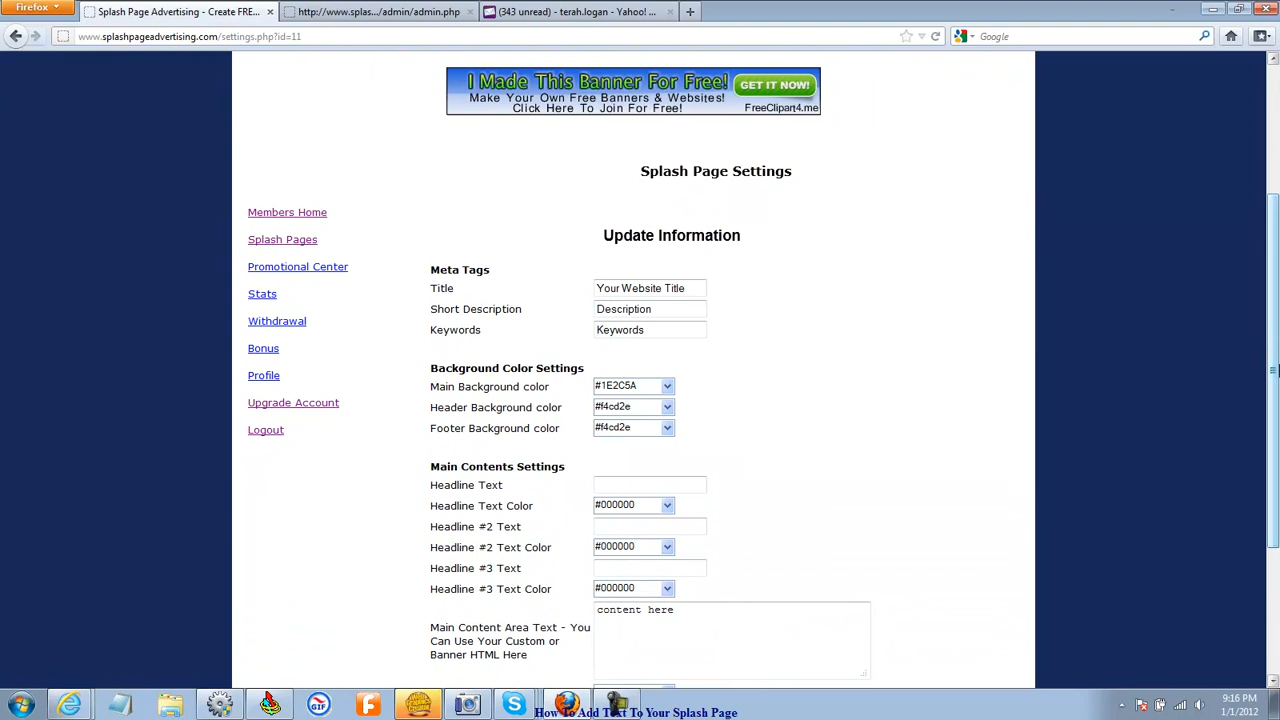 Firefox
Splash Page Advertising - Create FRE...
http://www.splas.../admin/admin.php
(343 unread) - terah.logan - Yahoo! ...
www.splashpageadvertising.com/settings.php?id=11
Google
I Made This Banner For Free!
GET IT NOW!
Make Your Own Free Banners & Websites!
Click Here To Join For Free!
FreeClipart4.me
Splash Page Settings
Members Home
Splash Pages
Promotional Center
Stats
Withdrawal
Bonus
Profile
Upgrade Account
Logout
Update Information
Meta Tags
Title Your Website Title
Short Description Description
Keywords Keywords
Background Color Settings
Main Background color #1E2C5A
Header Background color #f4cd2e
Footer Background color #f4cd2e
Main Contents Settings
Headline Text
Headline Text Color #000000
Headline #2 Text
Headline #2 Text Color #000000
Headline #3 Text
Headline #3 Text Color #000000
content here
Main Content Area Text - You
Can Use Your Custom or
Banner HTML Here
GIF
9:16 PM
1/1/2012
How To Add Text To Your Splash Page